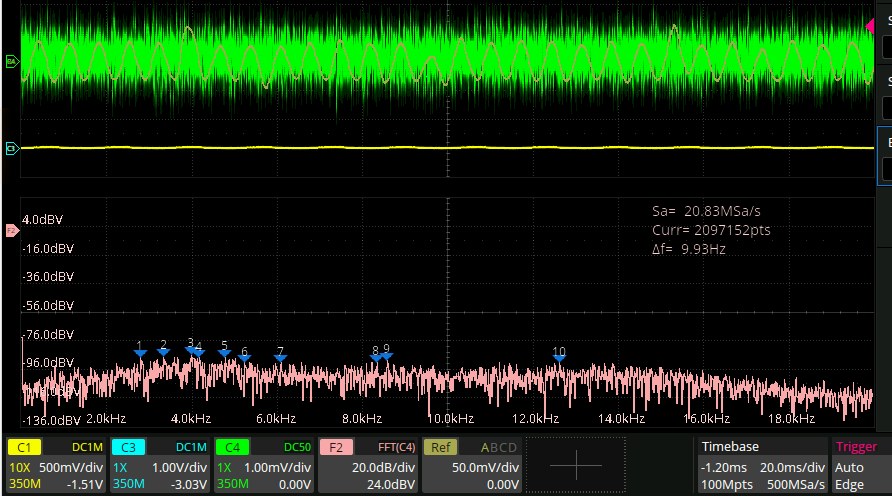 C3
Sa= 20.83MSa/s
Curr= 2097152pts
Δf= 9.93Hz
F2
4.0dBV
-16.0dBV
-36.0dBV
-56.0dBV
-76.0dBV
-96.0dBV
-136.0dBV
1 2 3 4 5 6 7 8 9 10
2.0kHz 4.0kHz 6.0kHz 8.0kHz 10.0kHz 12.0kHz 14.0kHz 16.0kHz 18.0kHz
C1 DC1M
10X 500mV/div
350M -1.51V
C3 DC1M
1X 1.00V/div
350M -3.03V
C4 DC50
1X 1.00mV/div
350M 0.00V
F2 FFT(C4)
20.0dB/div
24.0dBV
Ref ABCD
50.0mV/div
0.00V
Timebase
-1.20ms 20.0ms/div
100Mpts 500MSa/s
Trigger
Auto
Edge